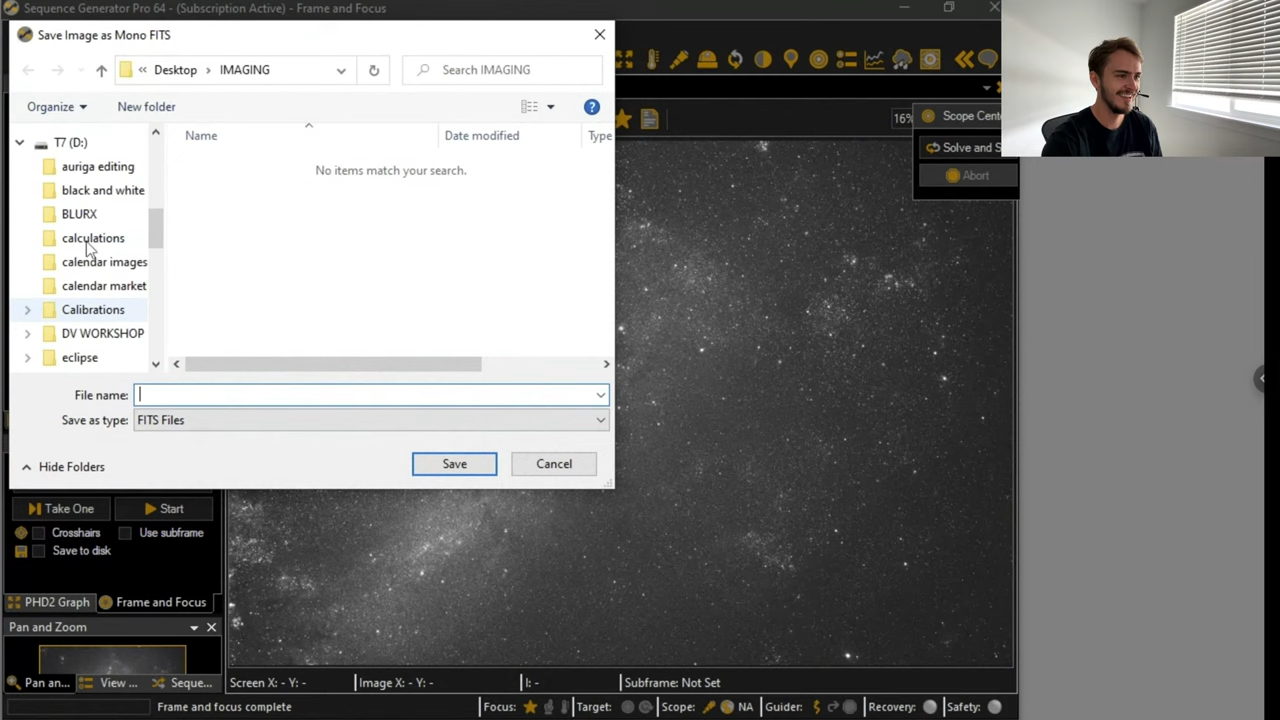 Sequence Generator Pro 64 - (Subscription Active) - Frame and Focus
Save Image as Mono FITS
Desktop
IMAGING
Search IMAGING
Organize
New folder
T7 (D:)
auriga editing
black and white
BLURX
calculations
calendar images
calendar market
Calibrations
DV WORKSHOP
eclipse
Name
Date modified
Type
No items match your search.
File name:
Save as type:
FITS Files
Hide Folders
Save
Cancel
16%
Scope Cent
Solve and S
Abort
Take One
Start
Crosshairs
Use subframe
Save to disk
PHD2 Graph
Frame and Focus
Pan and Zoom
Pan an...
View ...
Seque...
Screen X: - Y: -
Image X: - Y: -
I: -
Subframe: Not Set
Frame and focus complete
Focus:
Target:
Scope:
NA
Guider:
Recovery:
Safety: